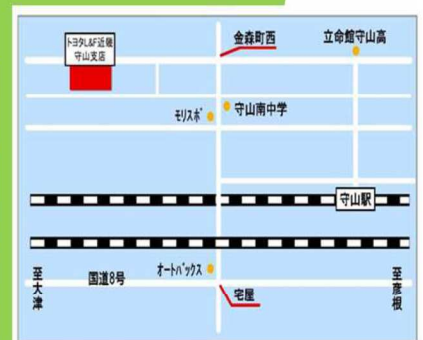 トヨタL&F近畿
守山支店
金森町西
立命館守山高
モリスポ
守山南中学
守山駅
オートバックス
国道8号
至大津
至彦根
宅屋